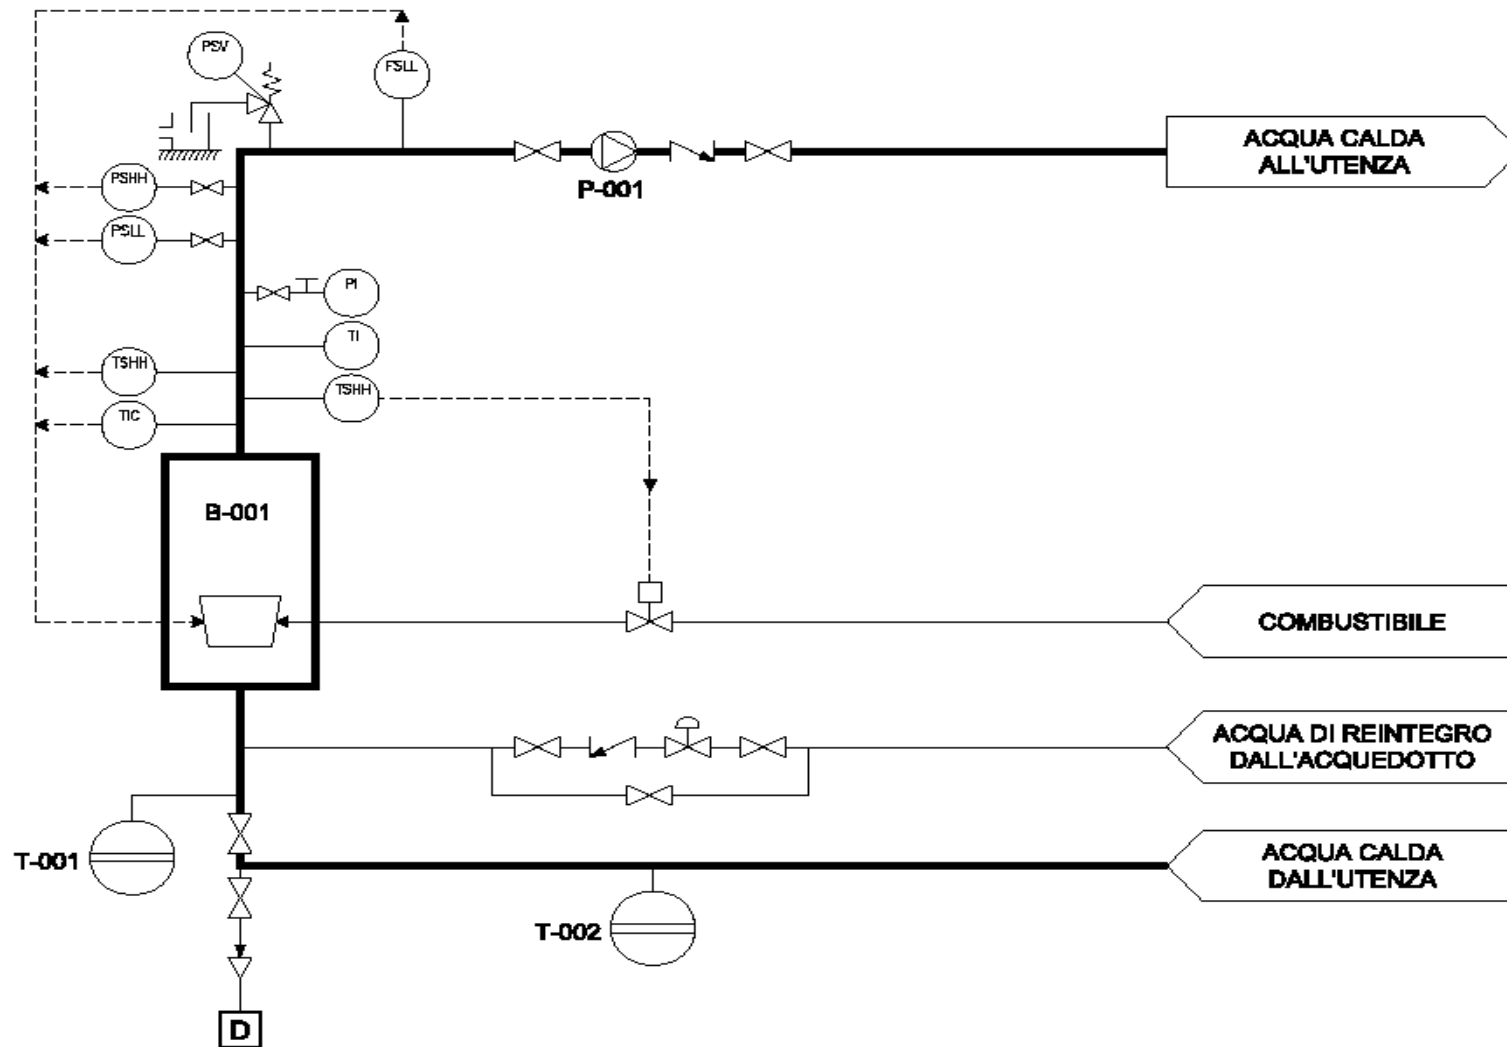 PSV
FSLL
ACQUA CALDA
ALL'UTENZA
P-001
PSHH
PSLL
PI
TI
TSHH
TSHH
TIC
B-001
COMBUSTIBILE
ACQUA DI REINTEGRO
DALL'ACQUEDOTTO
T-001
ACQUA CALDA
DALL'UTENZA
T-002
D